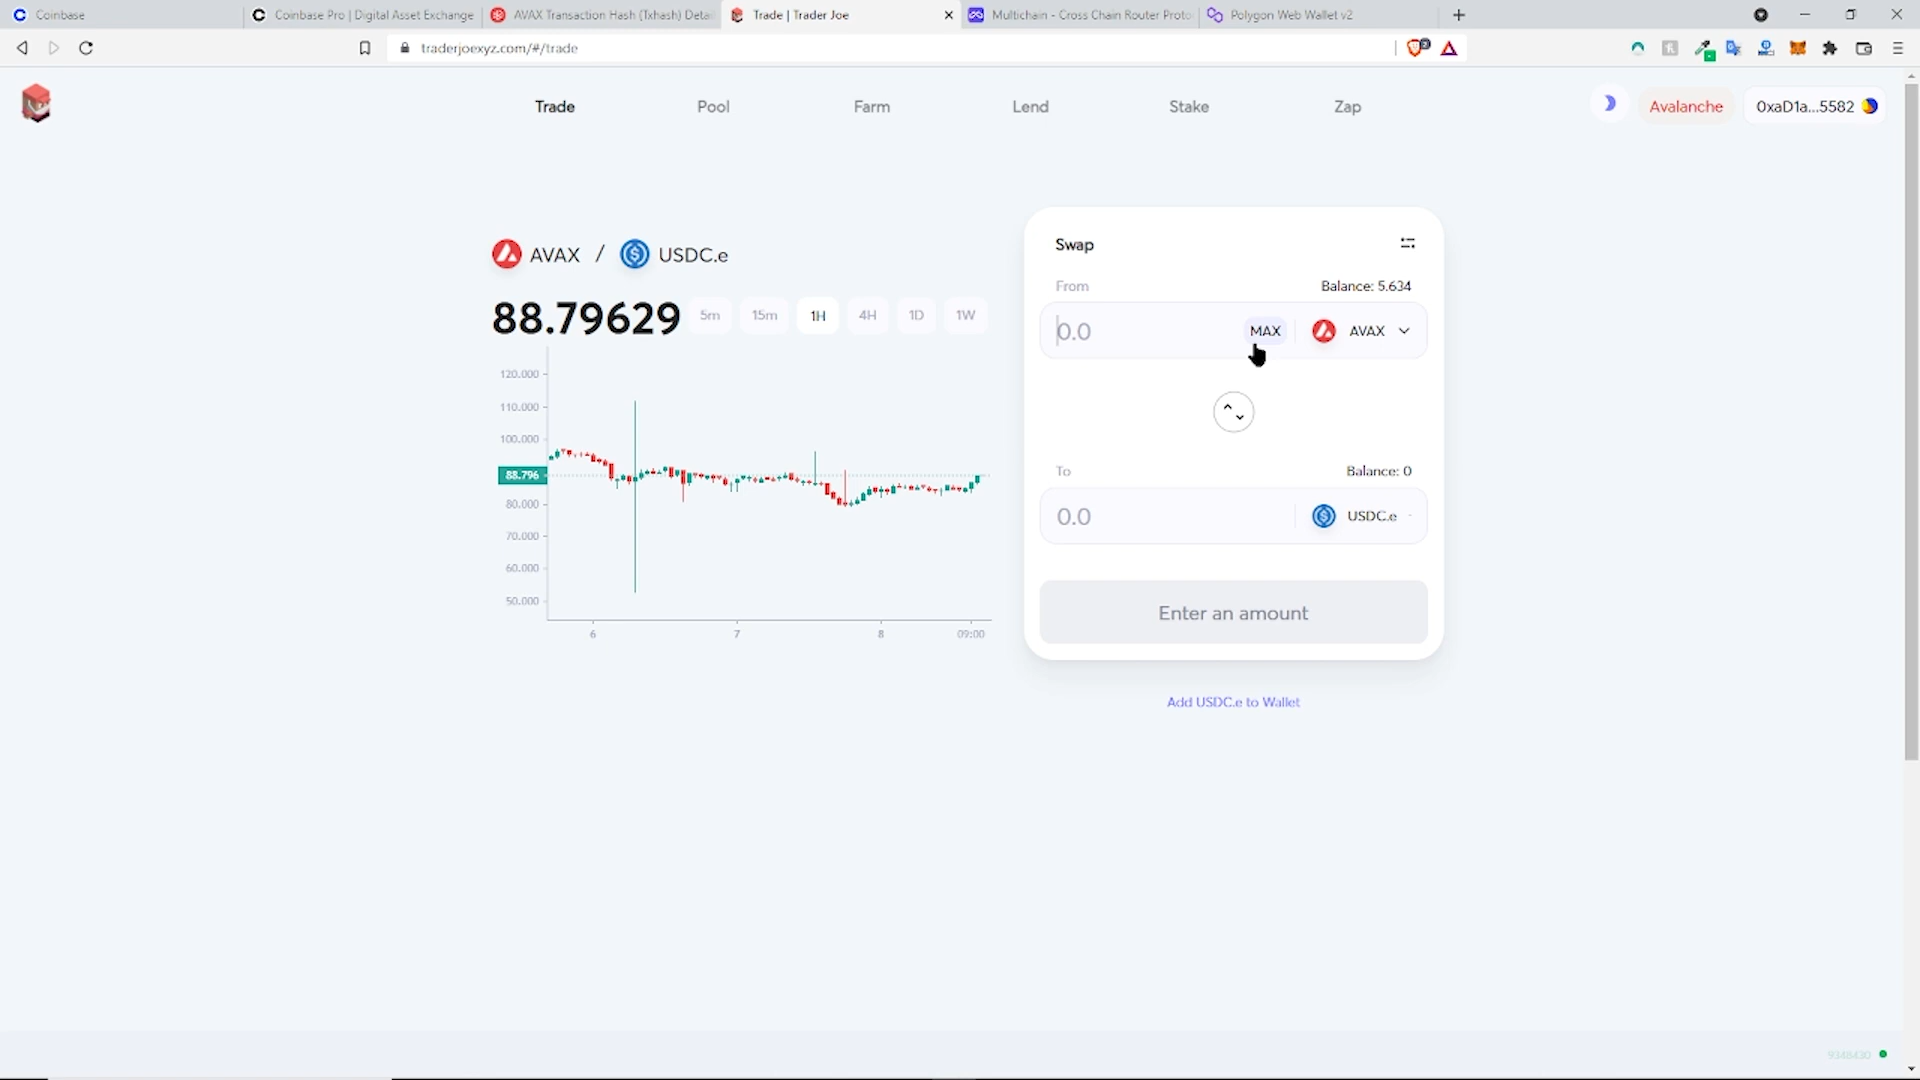 Coinbase
Coinbase Pro | Digital Asset Exchange
AVAX Transaction Hash (Txhash) Detai
Trade | Trader Joe
Multichain - Cross Chain Router Proto
Polygon Web Wallet v2
traderjoexyz.com/#/trade
Trade
Pool
Farm
Lend
Stake
Zap
Avalanche
0xaD1a...5582
AVAX / USDC.e
88.79629
5m
15m
1H
4H
1D
1W
120.000
110.000
100.000
88.796
80.000
70.000
60.000
50.000
6
7
8
09:00
Swap
From
Balance: 5.634
0.0
MAX
AVAX
To
Balance: 0
0.0
USDC.e
Enter an amount
Add USDC.e to Wallet
9348430